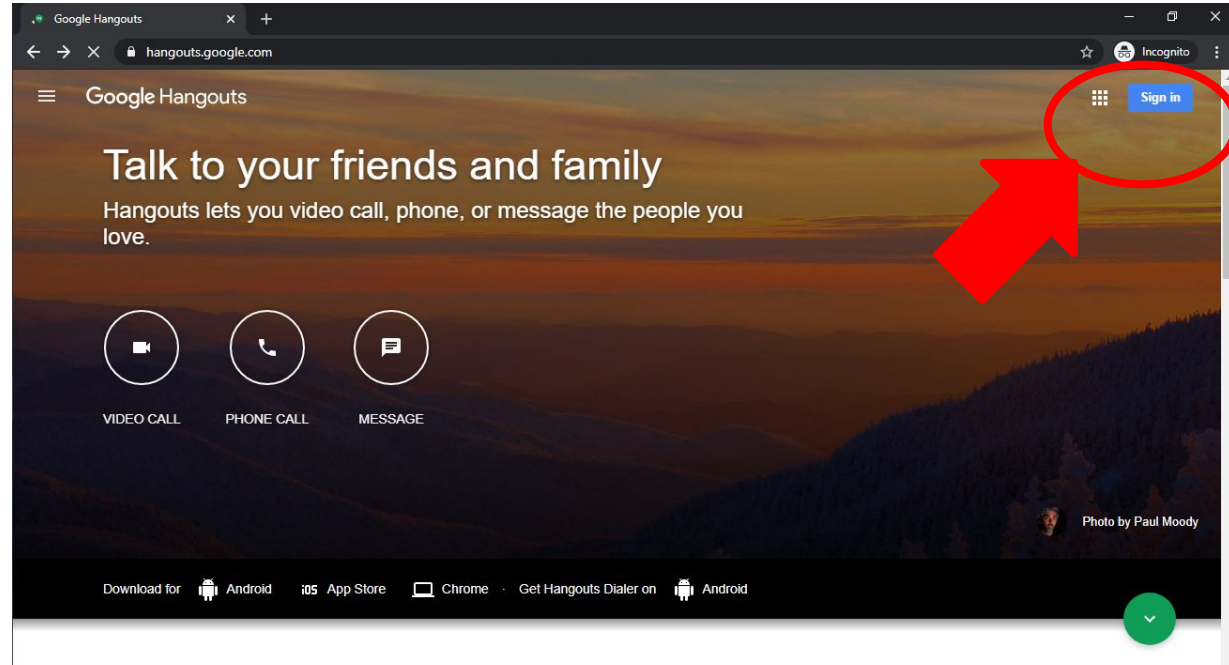 Google Hangouts
hangouts.google.com
Incognito
Google Hangouts
Sign in
Talk to your friends and family
Hangouts lets you video call, phone, or message the people you
love.
VIDEO CALL PHONE CALL MESSAGE
Photo by Paul Moody
Download for Android iOS App Store Chrome · Get Hangouts Dialer on Android